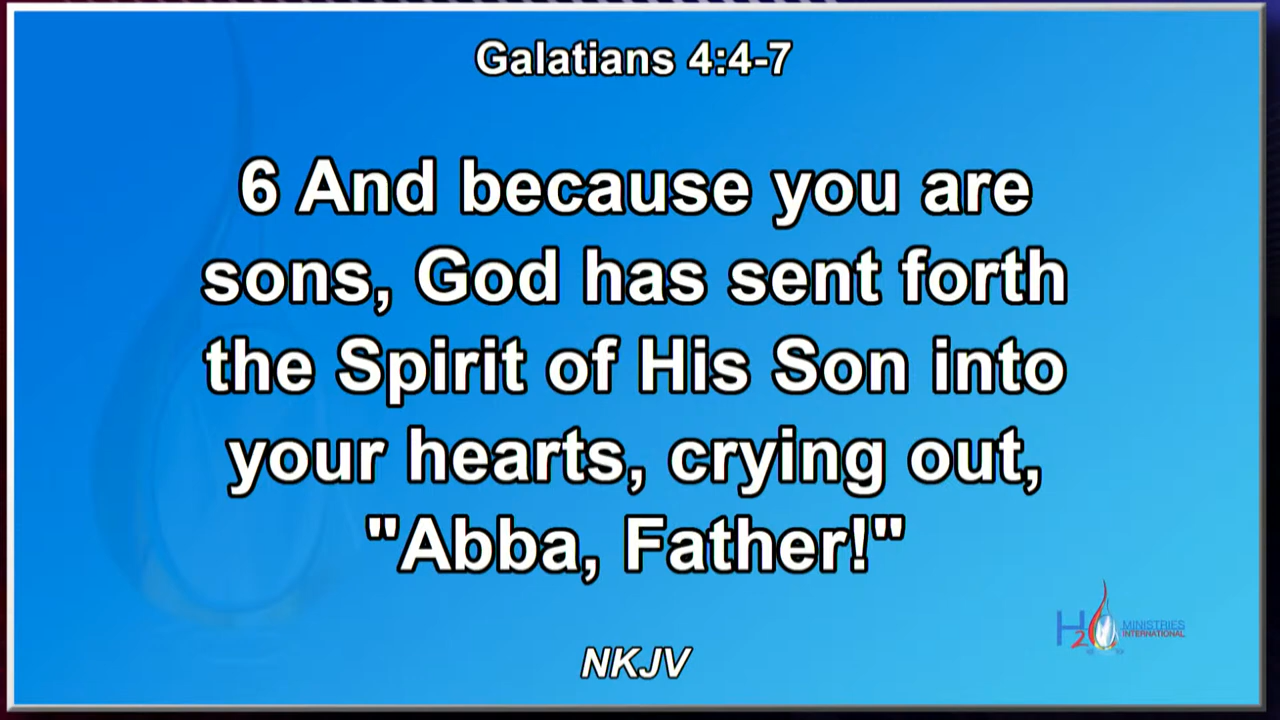 Galatians 4:4-7
6 And because you are
sons, God has sent forth
the Spirit of His Son into
your hearts, crying out,
"Abba, Father!"
H2O MINISTRIES
INTERNATIONAL
NKJV